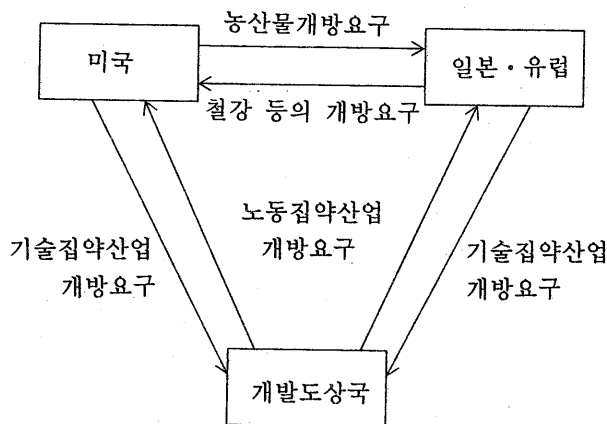 농산물개방요구
미국
일본·유럽
철강 등의 개방요구
노동집약산업
개방요구
기술집약산업
개방요구
기술집약산업
개방요구
개발도상국